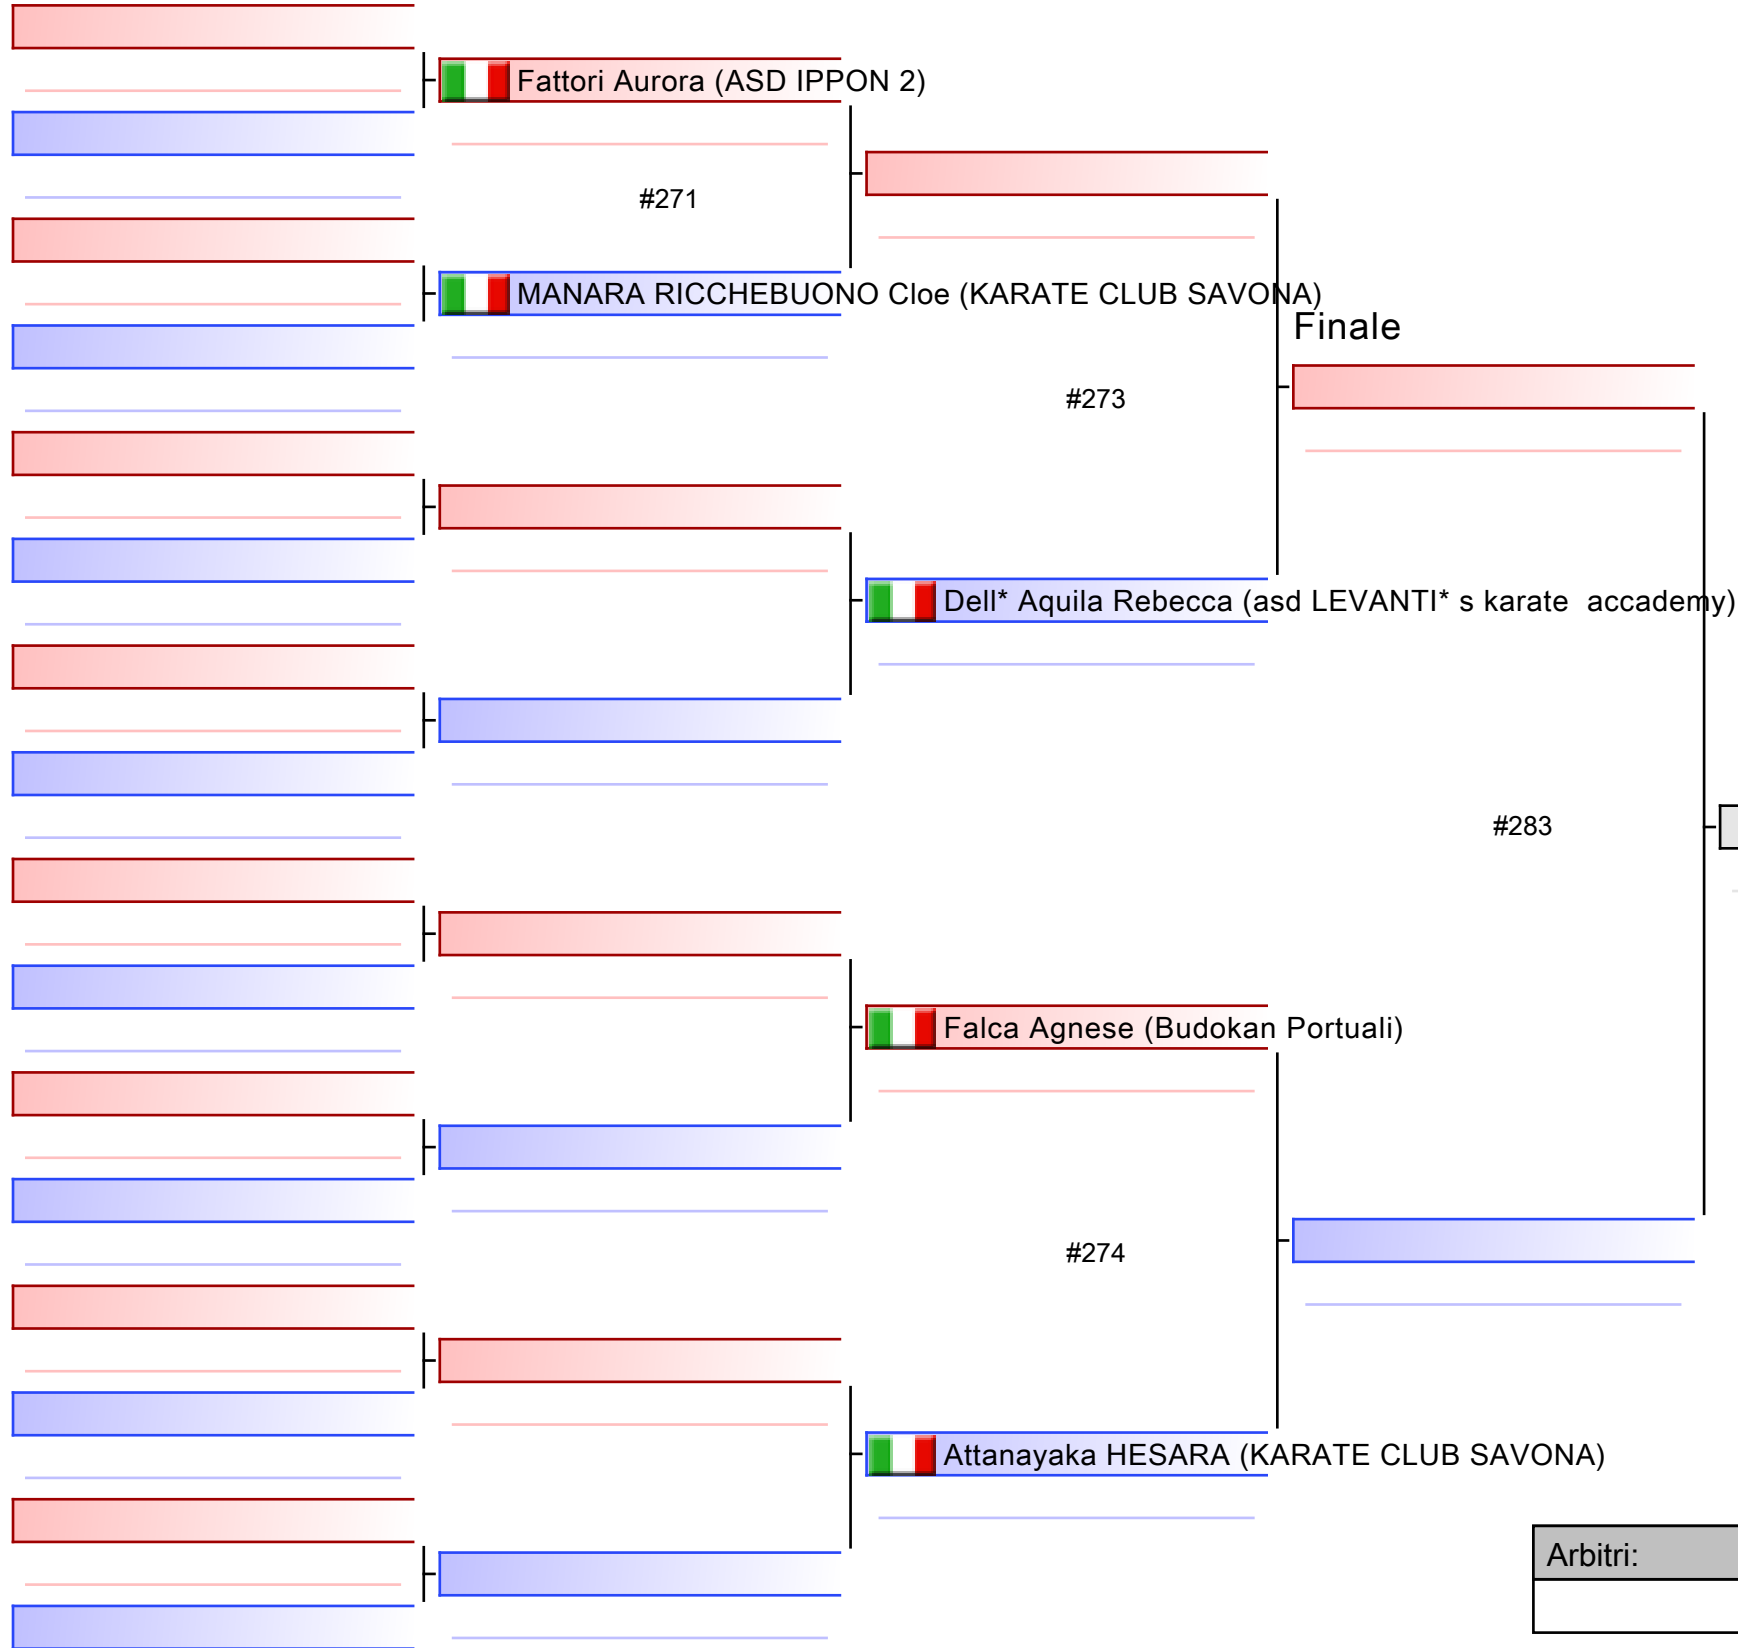 Fattori Aurora (ASD IPPON 2)
#271
MANARA RICCHEBUONO Cloe (KARATE CLUB SAVONA)
Finale
#273
Dell* Aquila Rebecca (asd LEVANTI* s karate  accademy)
#283
Falca Agnese (Budokan Portuali)
#274
Attanayaka HESARA (KARATE CLUB SAVONA)
Arbitri: